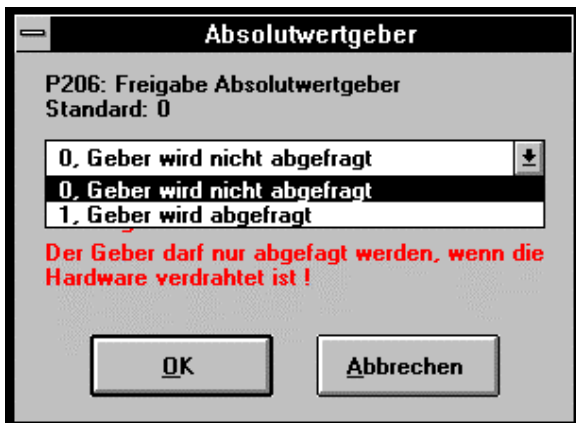 Absolutwertgeber
P206: Freigabe Absolutwertgeber
Standard: 0
0, Geber wird nicht abgefragt
0, Geber wird nicht abgefragt
1, Geber wird abgefragt
Der Geber darf nur abgefagt werden, wenn die
Hardware verdrahtet ist !
OK
Abbrechen